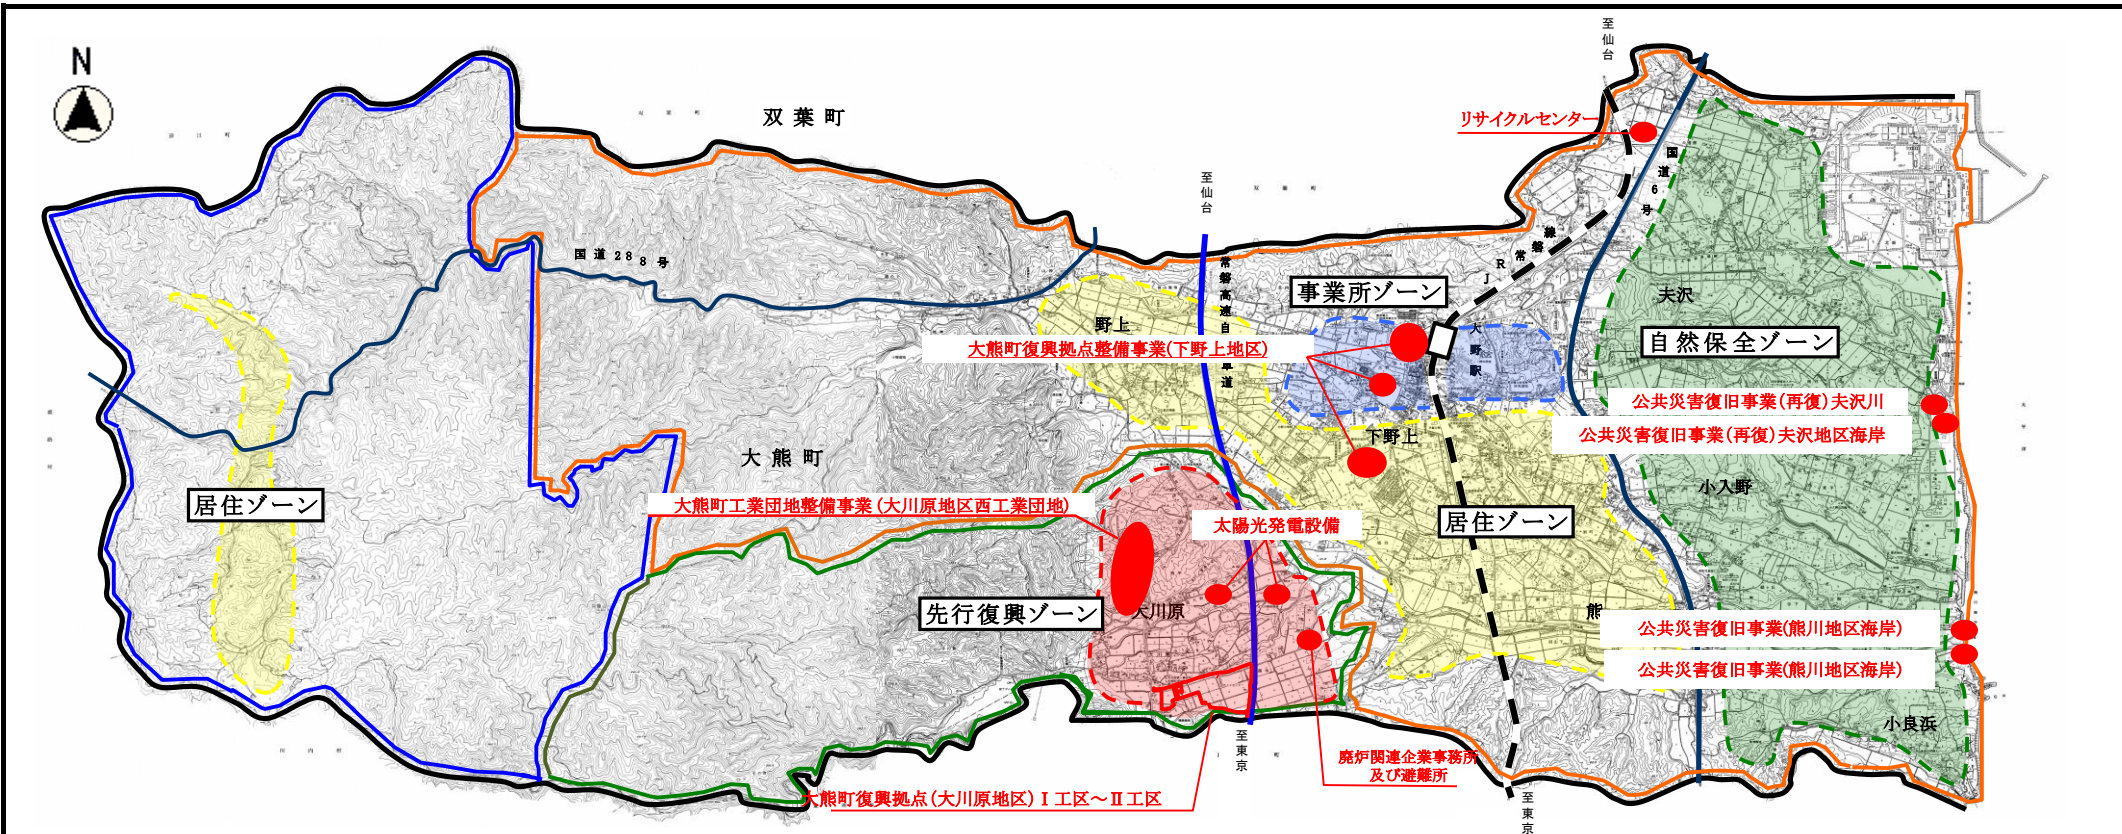 N
双葉町
至仙台
リサイクルセンター
国道6号
至仙台
国道288号
常磐高速自
車道
JR常磐線
事業所ゾーン
夫沢
野上
大野駅
自然保全ゾーン
大熊町復興拠点整備事業(下野上地区)
公共災害復旧事業(再復)夫沢川
公共災害復旧事業(再復)夫沢地区海岸
下野上
大熊町
小入野
居住ゾーン
大熊町工業団地整備事業(大川原地区西工業団地)
太陽光発電設備
居住ゾーン
先行復興ゾーン
大川原
熊
公共災害復旧事業(熊川地区海岸)
公共災害復旧事業(熊川地区海岸)
小良浜
至東京
廃炉関連企業事務所
及び避難所
大熊町復興拠点(大川原地区)Ⅰ工区～Ⅱ工区
至東京